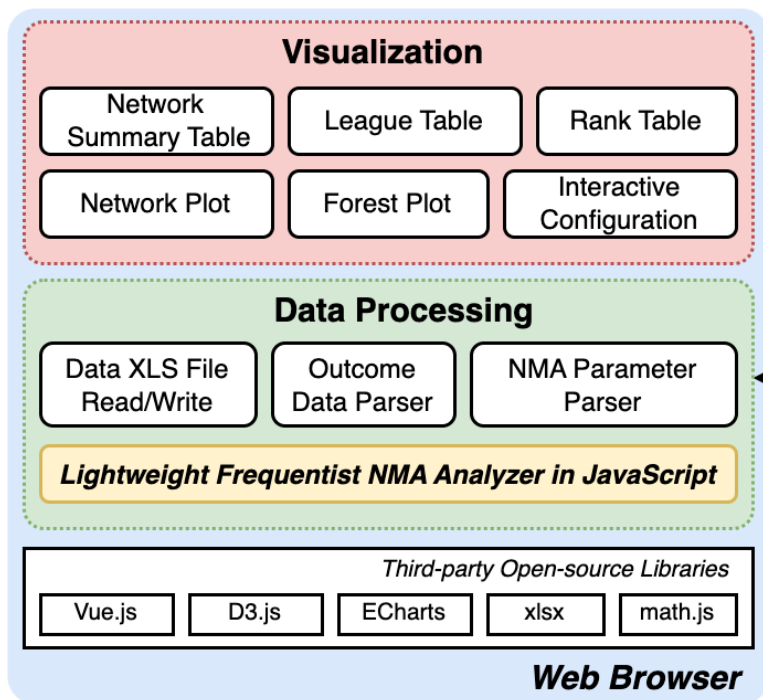 Visualization
Network
Summary Table
League Table
Rank Table
Network Plot
Forest Plot
Interactive
Configuration
Data Processing
Data XLS File
Read/Write
Outcome
Data Parser
NMA Parameter
Parser
Lightweight Frequentist NMA Analyzer in JavaScript
Third-party Open-source Libraries
Vue.js
D3.js
ECharts
xlsx
math.js
Web Browser